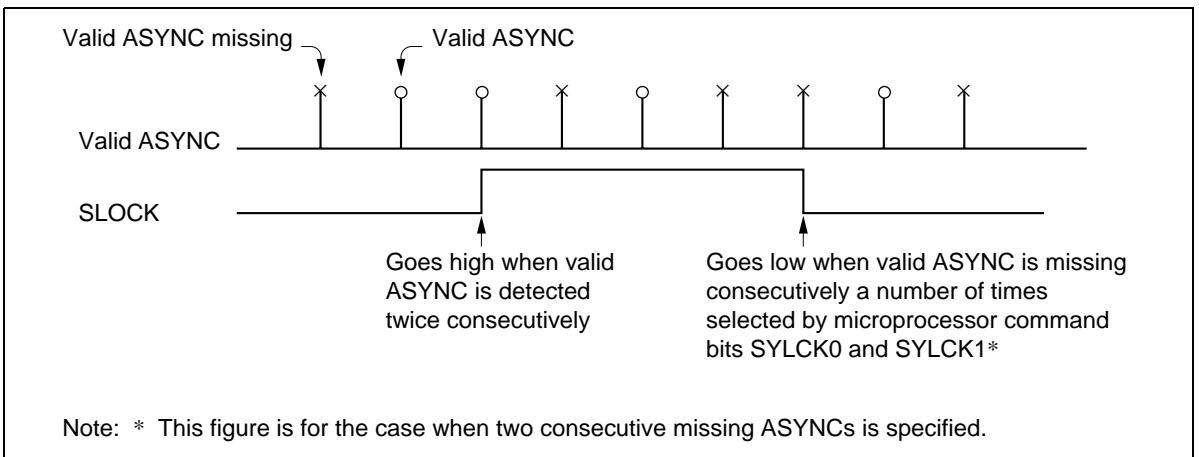 Valid ASYNC missing
Valid ASYNC
Valid ASYNC
SLOCK
Goes high when valid
ASYNC is detected
twice consecutively
Goes low when valid ASYNC is missing
consecutively a number of times
selected by microprocessor command
bits SYLCK0 and SYLCK1*
Note: * This figure is for the case when two consecutive missing ASYNCs is specified.